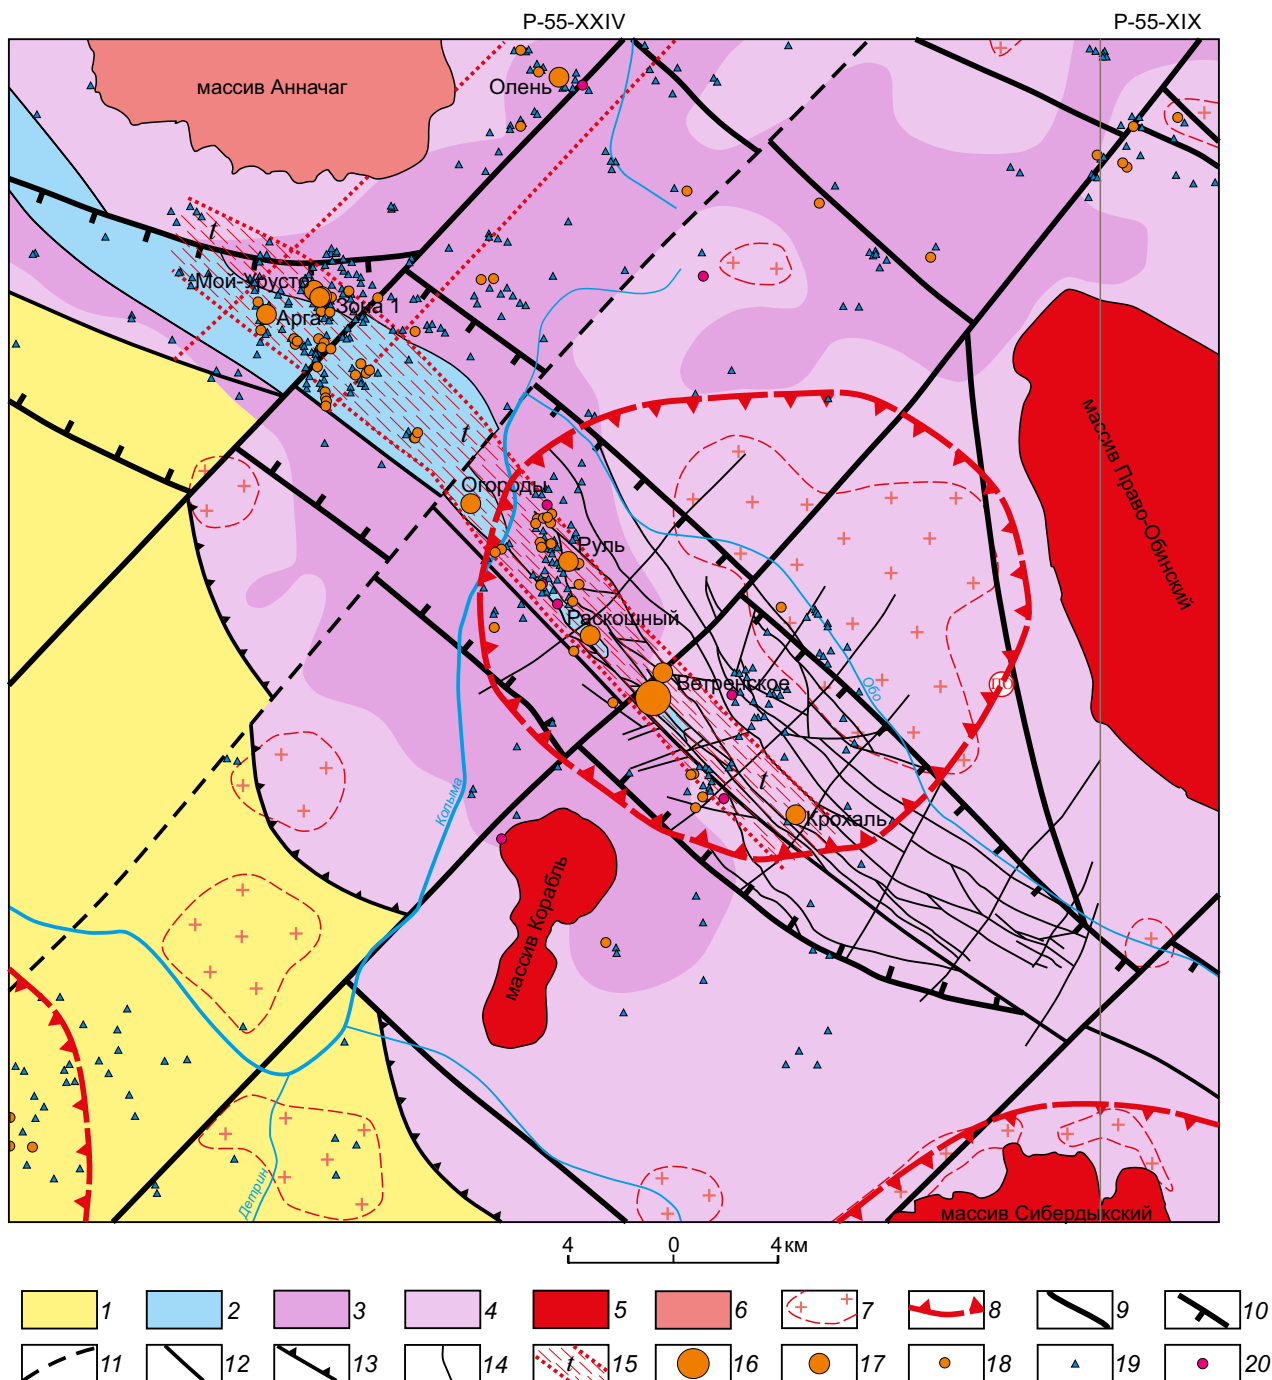 P-55-XXIV
P-55-XIX
массив Анначаг
Олень
t
Мой-Урусто
Зона 1
Арга
массив Право-Обинский
t
Огороды
Руль
Раскошный
Ветренское
ПО
Обо
t
Колыма
Крохаль
массив Корабль
Детрин
массив Сибердыкский
4 0 4 км
1 2 3 4 5 6 7 8 9 10
11 12 13 14 t 15 16 17 18 19 20